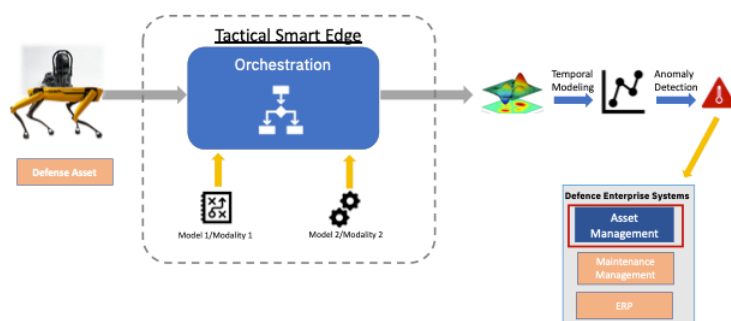 Tactical Smart Edge
Orchestration
Defense Asset
Model 1/Modality 1
Model 2/Modality 2
Temporal
Modeling
Anomaly
Detection
Defence Enterprise Systems
Asset
Management
Maintenance
Management
ERP